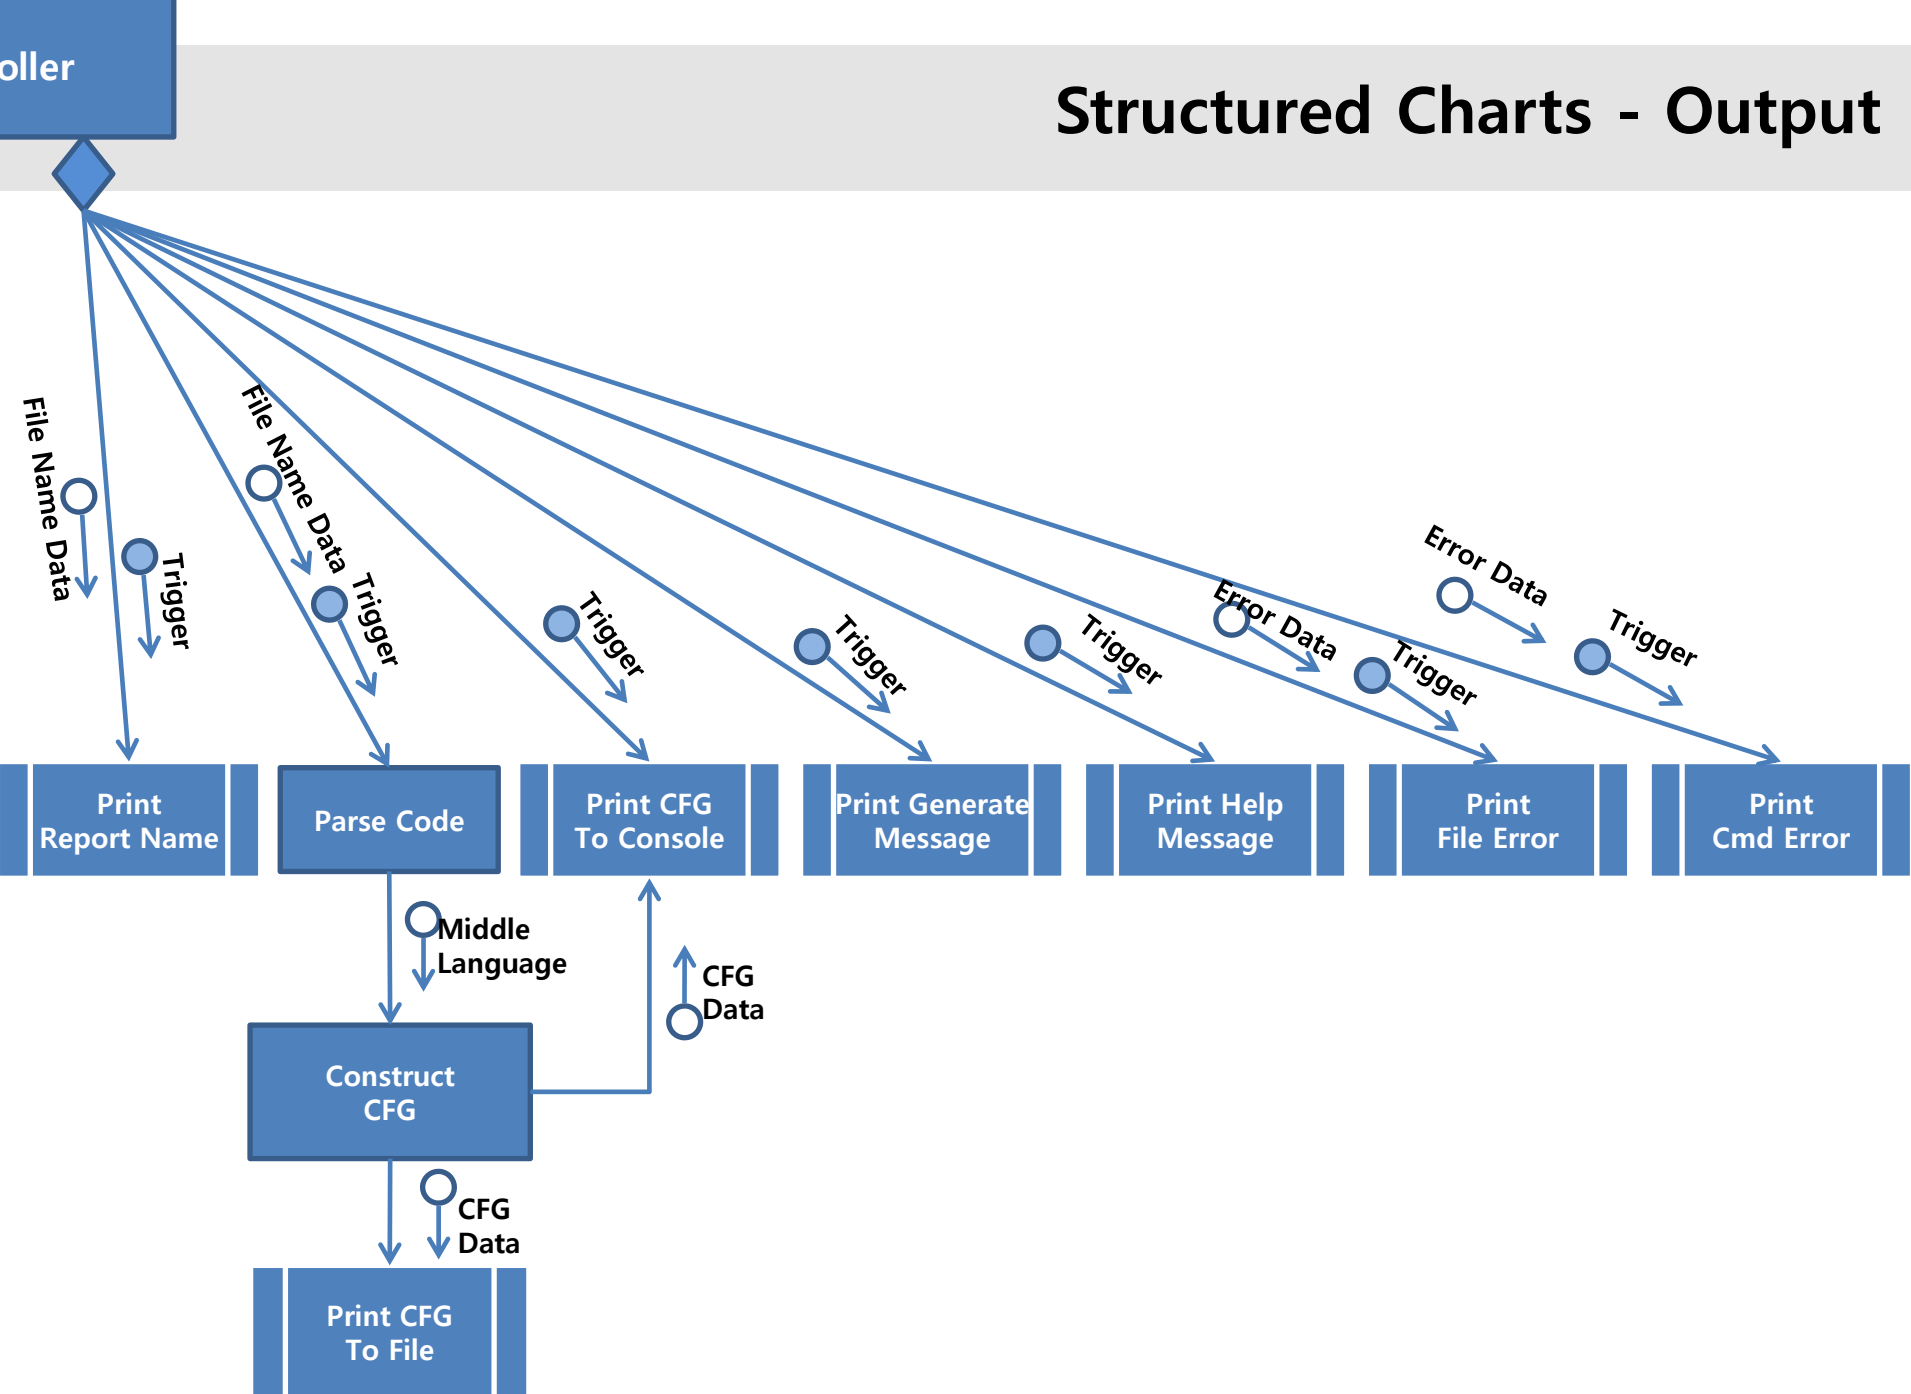 oller
Structured Charts - Output
File Name Data
Trigger
File Name Data
Trigger
Trigger
Trigger
Trigger
Error Data
Trigger
Error Data
Trigger
Print
Report Name
Parse Code
Print CFG
To Console
Print Generate
Message
Print Help
Message
Print
File Error
Print
Cmd Error
Middle
Language
CFG
Data
Construct
CFG
CFG
Data
Print CFG
To File